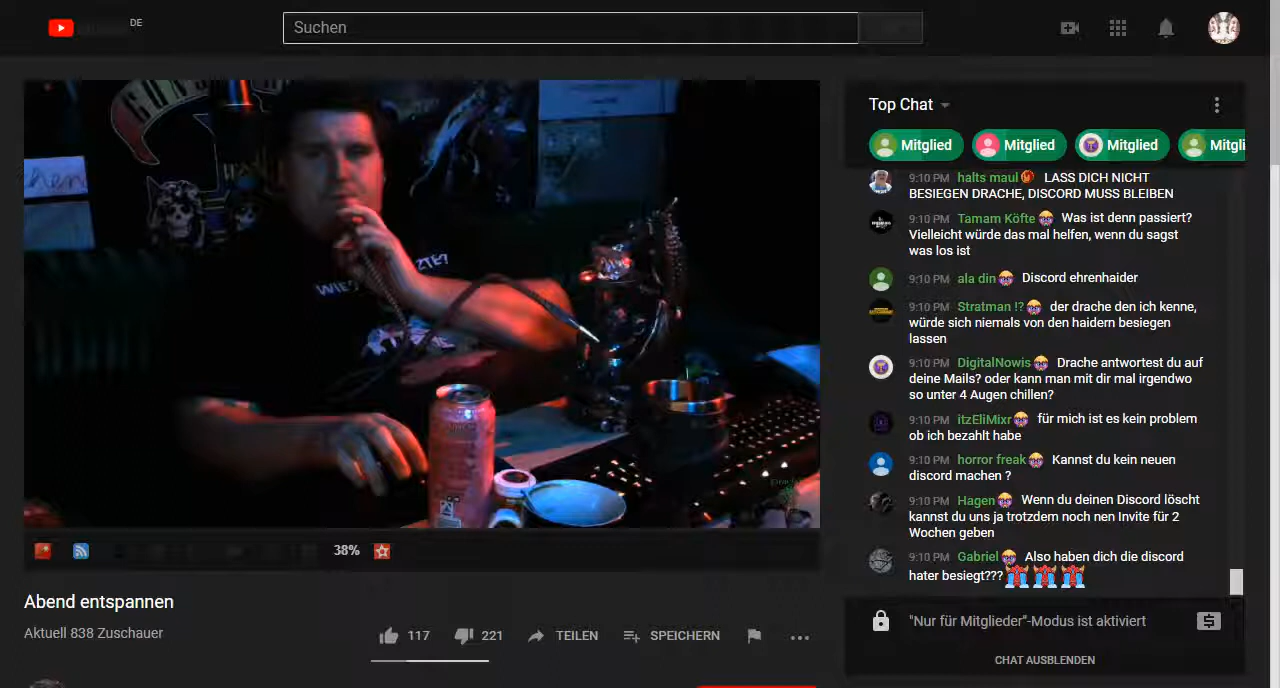 DE
Suchen
WIE
ZTE?
38%
Abend entspannen
Aktuell 838 Zuschauer
117
221
TEILEN
SPEICHERN
Top Chat
Mitglied
Mitglied
Mitglied
Mitgli
9:10 PM halts maul LASS DICH NICHT
BESIEGEN DRACHE, DISCORD MUSS BLEIBEN
9:10 PM Tamam Köfte Was ist denn passiert?
Vielleicht würde das mal helfen, wenn du sagst
was los ist
9:10 PM ala din Discord ehrenhaider
9:10 PM Stratman !? der drache den ich kenne,
würde sich niemals von den haidern besiegen
lassen
9:10 PM DigitalNowis Drache antwortest du auf
deine Mails? oder kann man mit dir mal irgendwo
so unter 4 Augen chillen?
9:10 PM itzEliMixr für mich ist es kein problem
ob ich bezahlt habe
9:10 PM horror freak Kannst du kein neuen
discord machen ?
9:10 PM Hagen Wenn du deinen Discord löscht
kannst du uns ja trotzdem noch nen Invite für 2
Wochen geben
9:10 PM Gabriel Also haben dich die discord
hater besiegt???
"Nur für Mitglieder"-Modus ist aktiviert
CHAT AUSBLENDEN